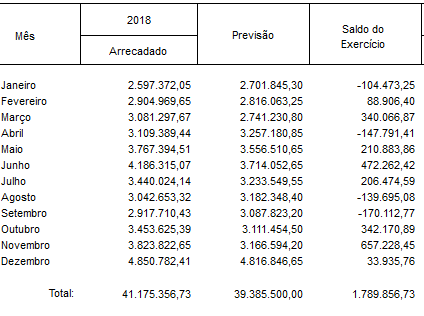 Mês 2018 Previsão Saldo do Exercício
Arrecadado
Janeiro 2.597.372,05 2.701.845,30 -104.473,25
Fevereiro 2.904.969,65 2.816.063,25 88.906,40
Março 3.081.297,67 2.741.230,80 340.066,87
Abril 3.109.389,44 3.257.180,85 -147.791,41
Maio 3.767.394,51 3.556.510,65 210.883,86
Junho 4.186.315,07 3.714.052,65 472.262,42
Julho 3.440.024,14 3.233.549,55 206.474,59
Agosto 3.042.653,32 3.182.348,40 -139.695,08
Setembro 2.917.710,43 3.087.823,20 -170.112,77
Outubro 3.453.625,39 3.111.454,50 342.170,89
Novembro 3.823.822,65 3.166.594,20 657.228,45
Dezembro 4.850.782,41 4.816.846,65 33.935,76
Total: 41.175.356,73 39.385.500,00 1.789.856,73